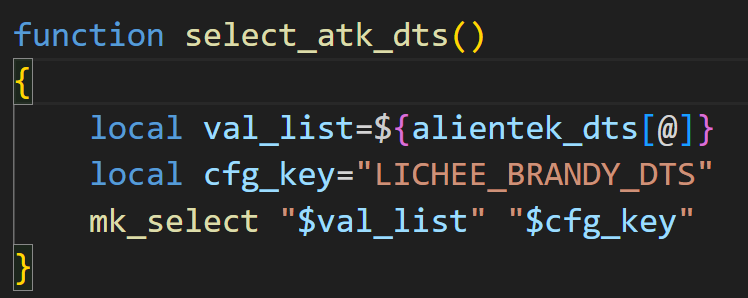 function select_atk_dts()
{
    local val_list=${alientek_dts[@]}
    local cfg_key="LICHEE_BRANDY_DTS"
    mk_select "$val_list" "$cfg_key"
}